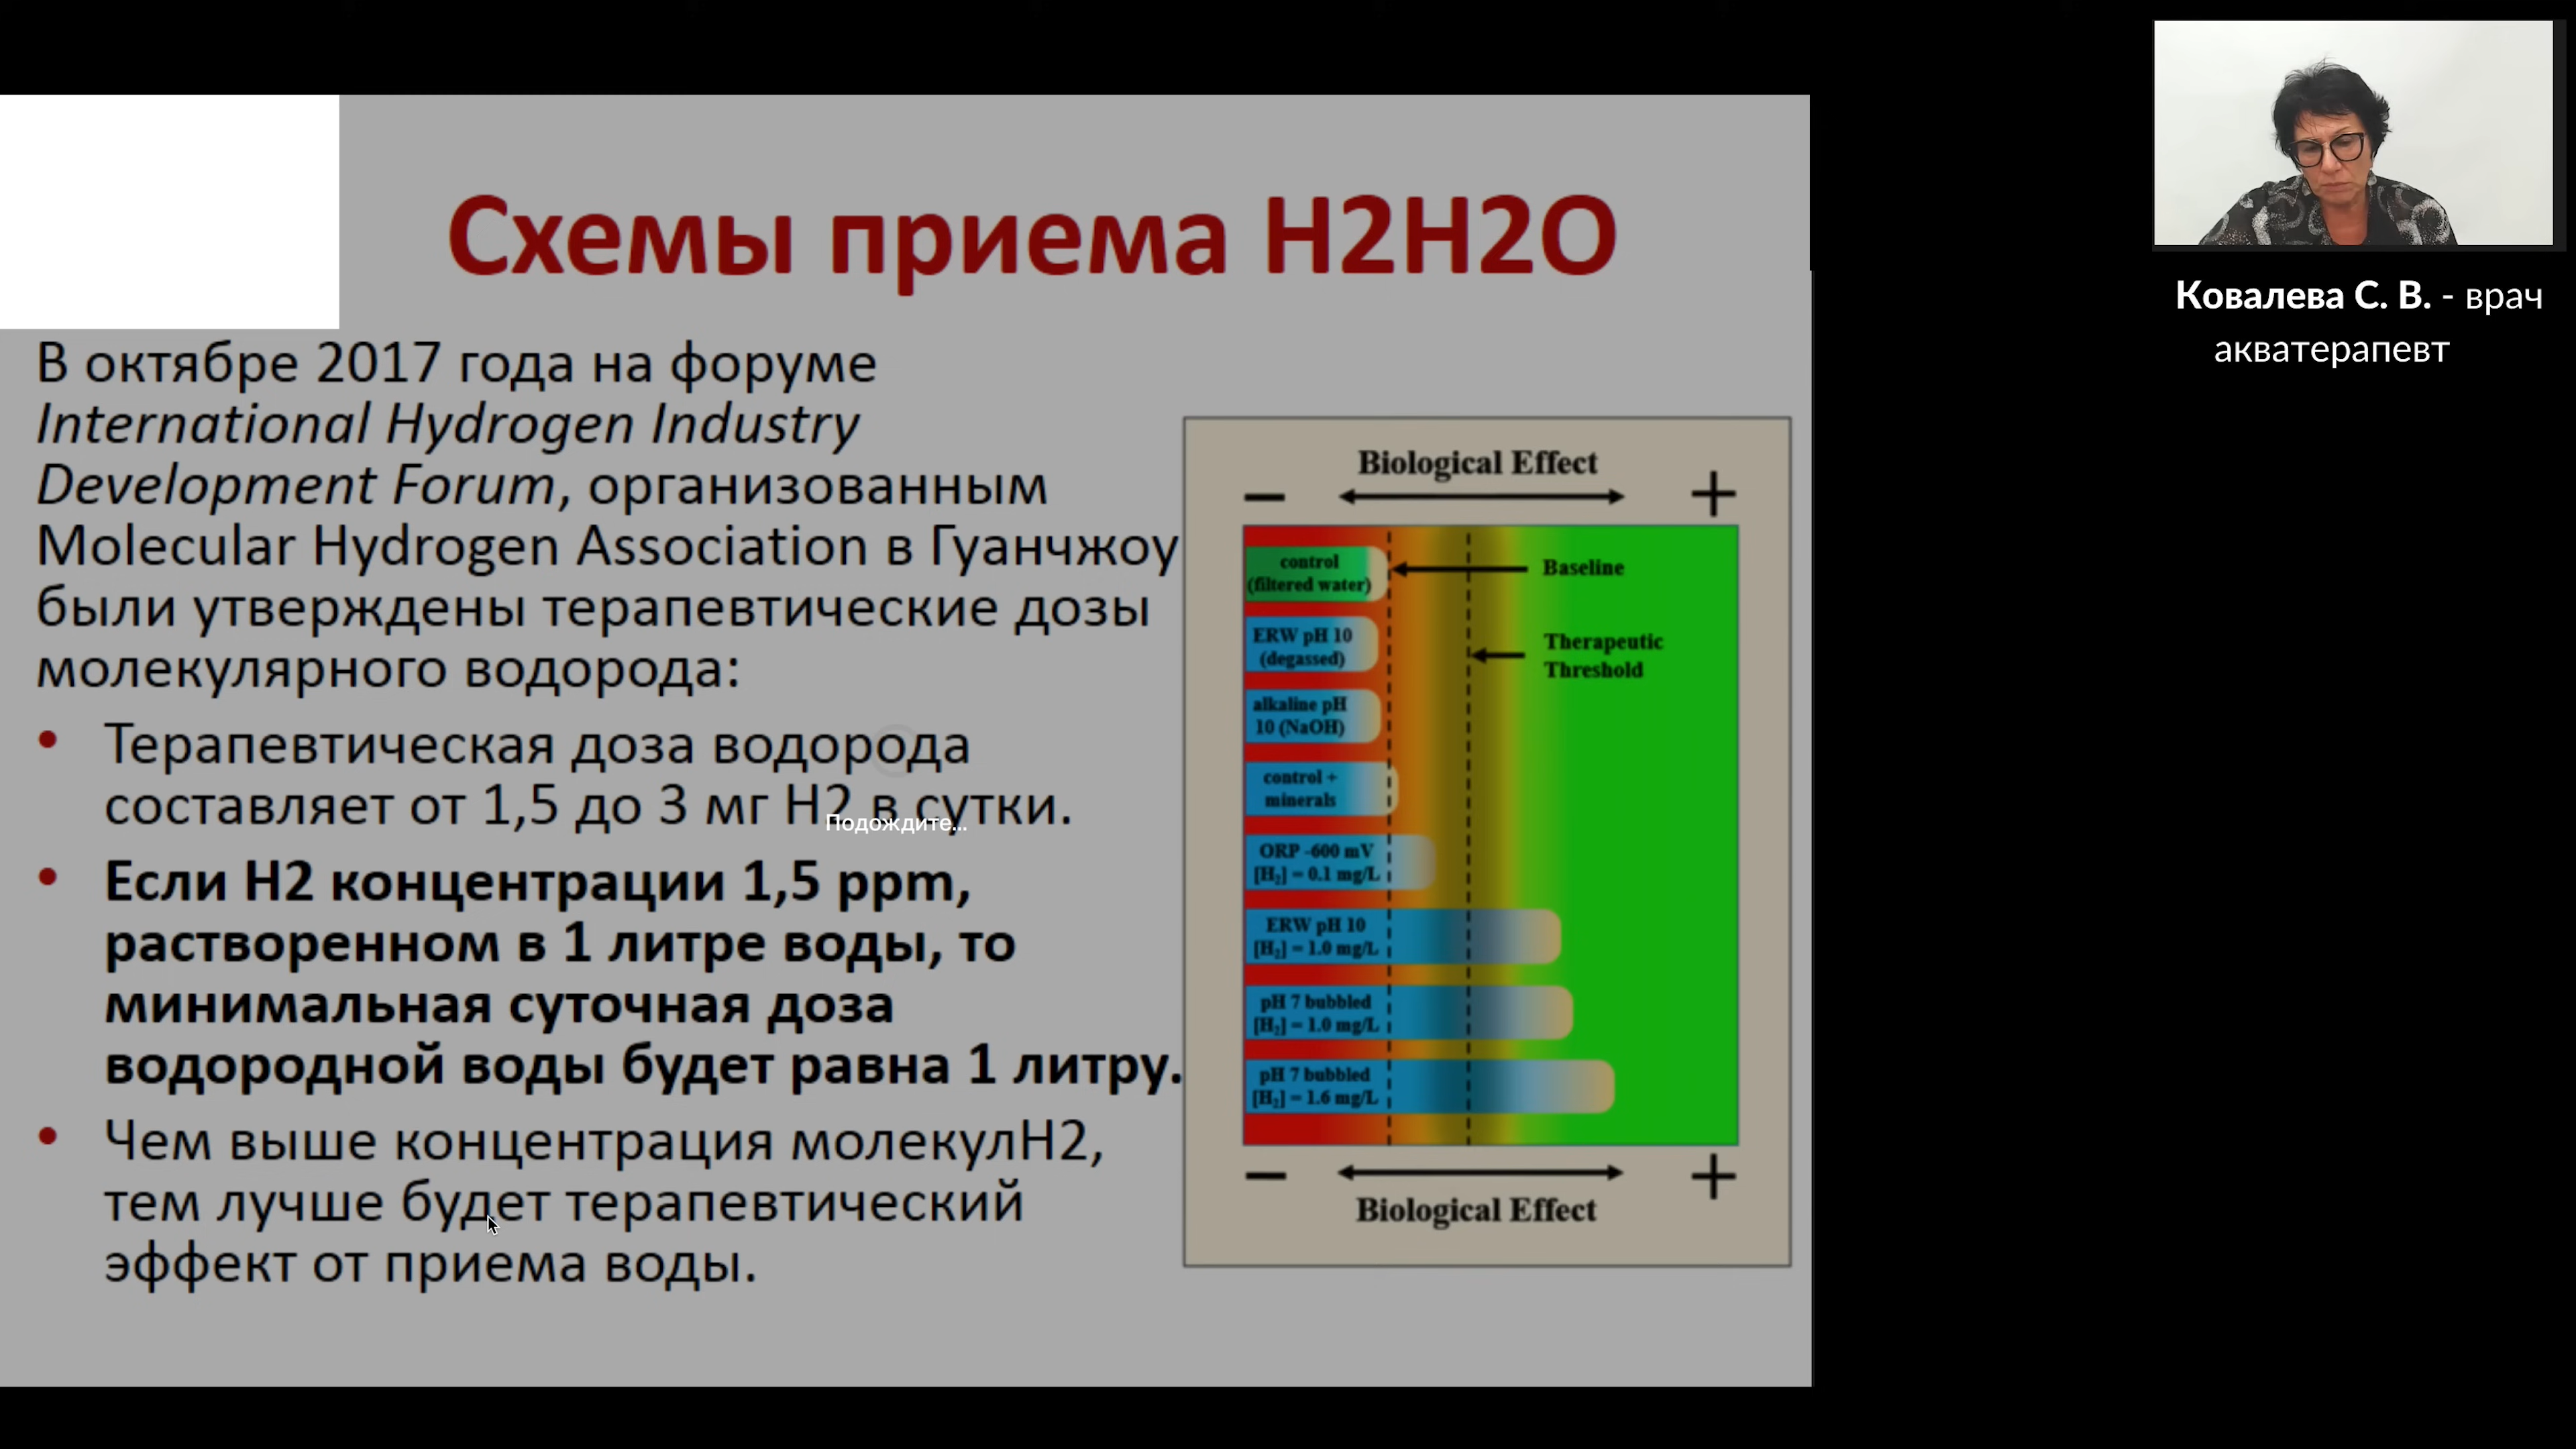 Схемы приема H2H2O
В октябре 2017 года на форуме
International Hydrogen Industry
Development Forum, организованным
Molecular Hydrogen Association в Гуанчжоу
были утверждены терапевтические дозы
молекулярного водорода:
• Терапевтическая доза водорода
составляет от 1,5 до 3 мг H2 в сутки.
Подождите...
• Если H2 концентрации 1,5 ppm,
растворенном в 1 литре воды, то
минимальная суточная доза
водородной воды будет равна 1 литру.
• Чем выше концентрация молекулH2,
тем лучше будет терапевтический
эффект от приема воды.
Biological Effect
− +
control
(filtered water)
Baseline
ERW pH 10
(degassed)
Therapeutic
Threshold
alkaline pH
10 (NaOH)
control +
minerals
ORP -600 mV
[H₂] = 0.1 mg/L
ERW pH 10
[H₂] = 1.0 mg/L
pH 7 bubbled
[H₂] = 1.0 mg/L
pH 7 bubbled
[H₂] = 1.6 mg/L
− +
Biological Effect
Ковалева С. В. - врач
акватерапевт